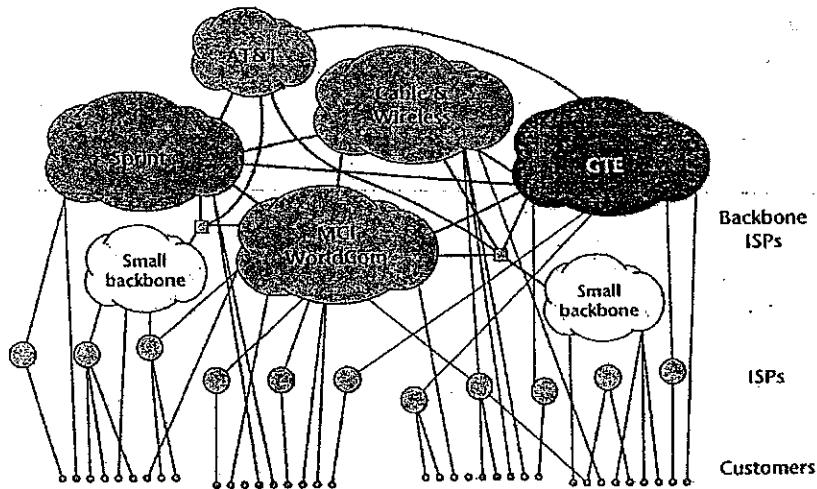 AT&T
Cable &
Wireless
Sprint
GTE
Backbone
ISPs
MCI
WorldCom
Small
backbone
Small
backbone
ISPs
Customers